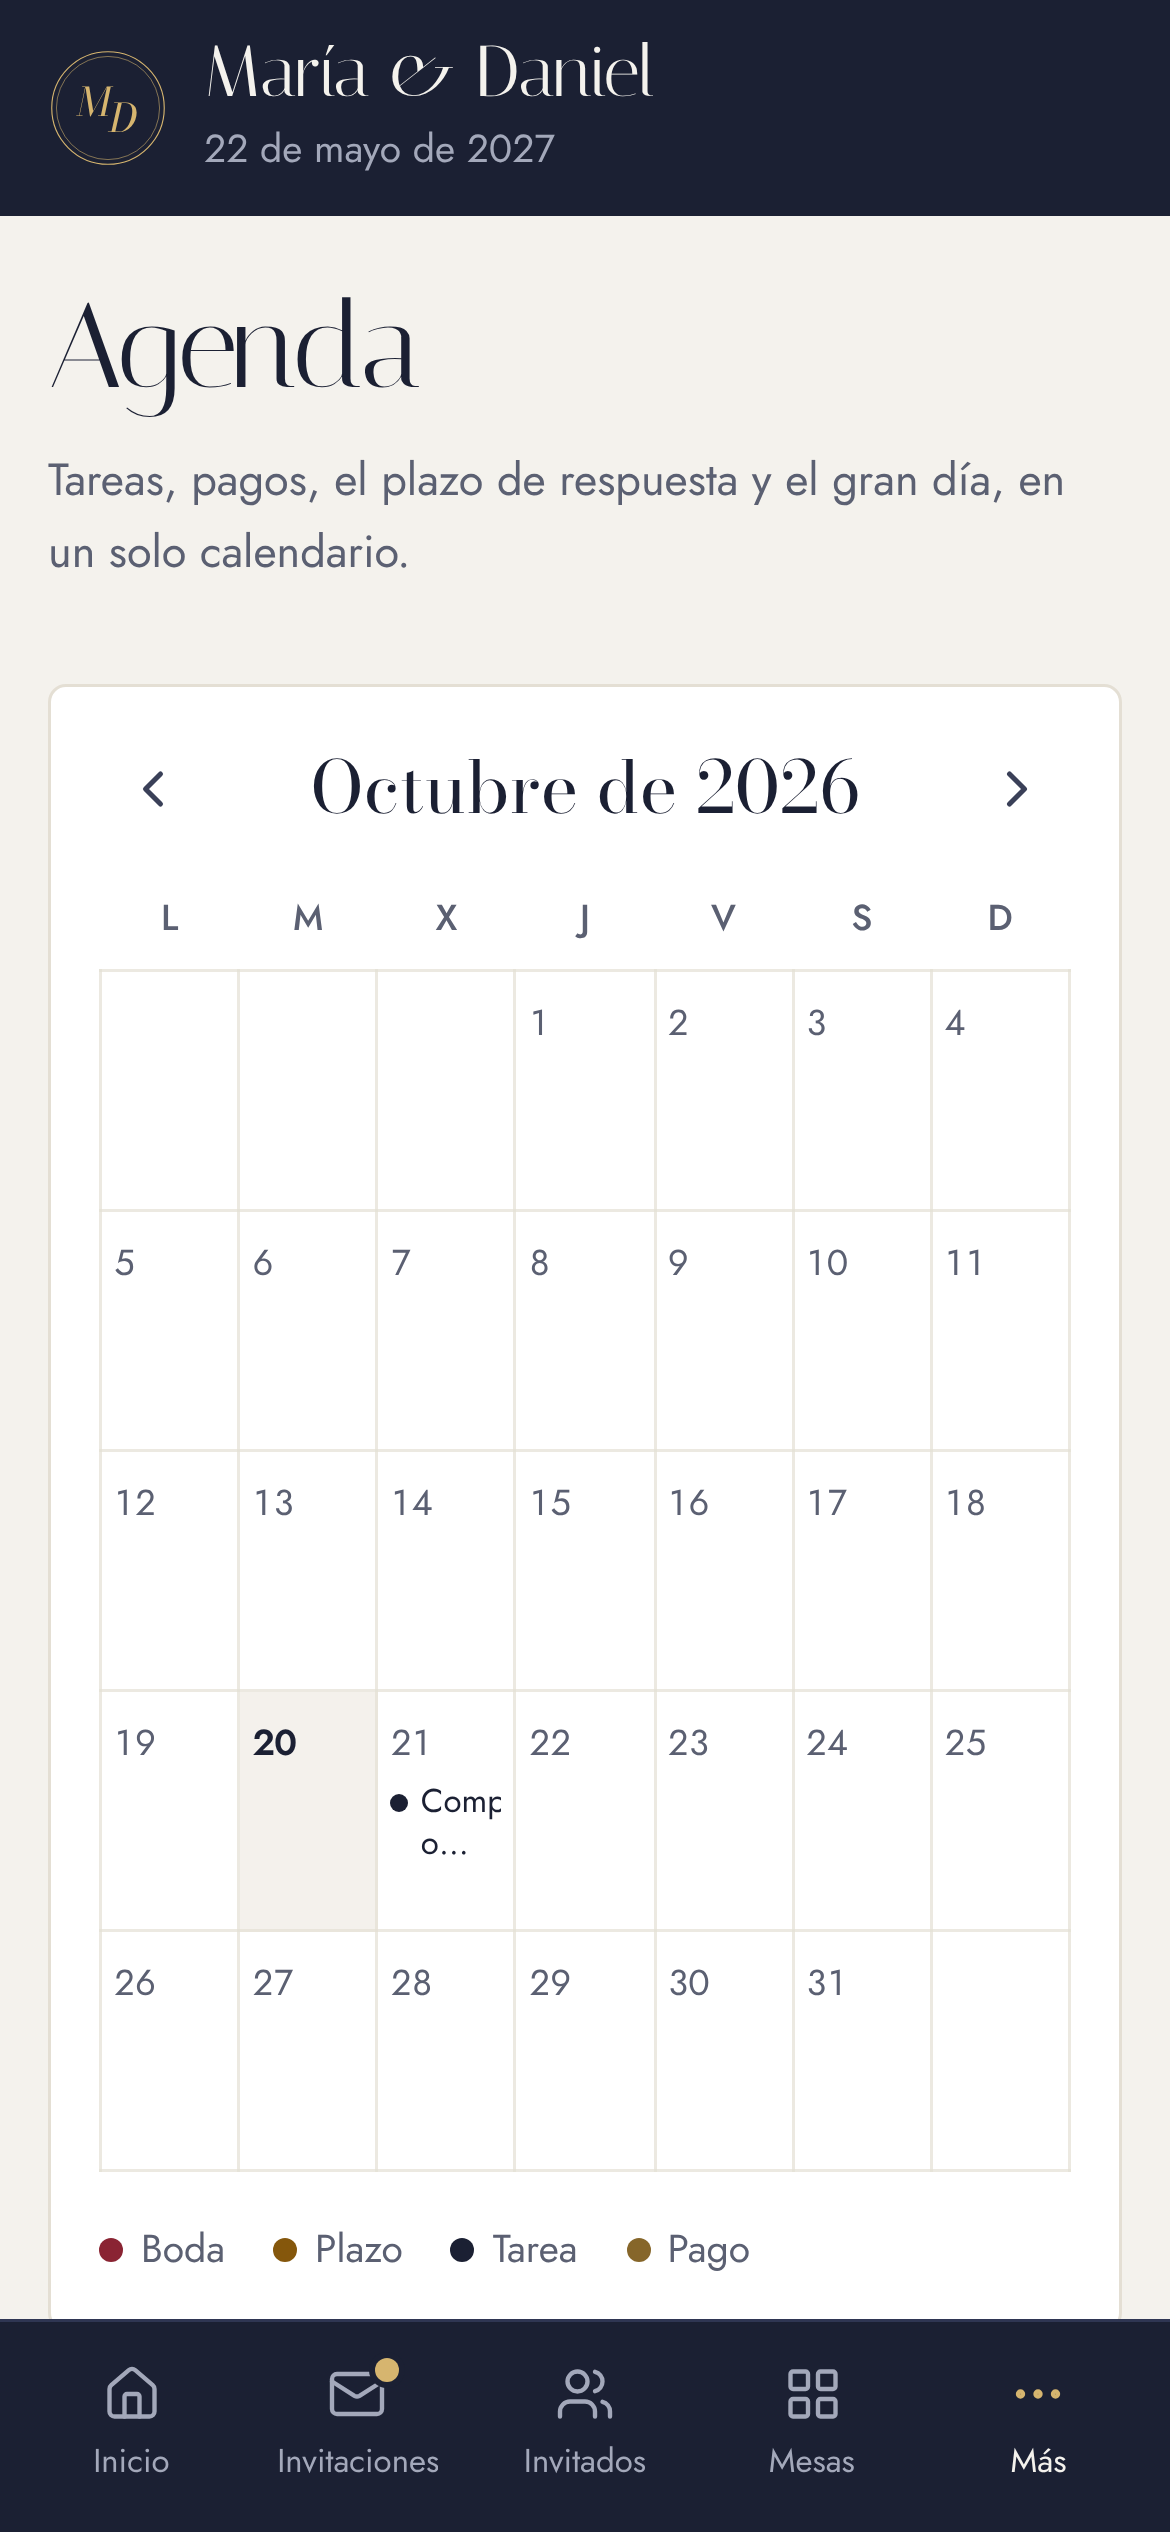 MD
María & Daniel
22 de mayo de 2027
Agenda
Tareas, pagos, el plazo de respuesta y el gran día, en
un solo calendario.
Octubre de 2026
L M X J V S D
1 2 3 4
5 6 7 8 9 10 11
12 13 14 15 16 17 18
19 20 21 22 23 24 25
Comp
o...
26 27 28 29 30 31
Boda Plazo Tarea Pago
Inicio Invitaciones Invitados Mesas Más